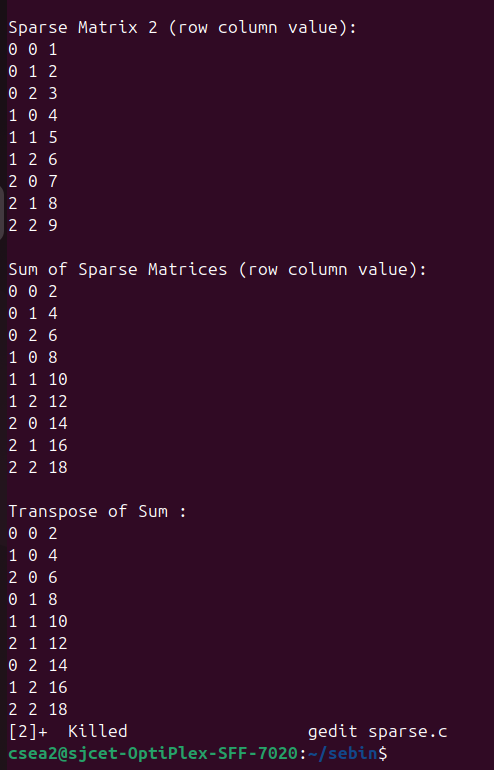 Sparse Matrix 2 (row column value):
0 0 1
0 1 2
0 2 3
1 0 4
1 1 5
1 2 6
2 0 7
2 1 8
2 2 9

Sum of Sparse Matrices (row column value):
0 0 2
0 1 4
0 2 6
1 0 8
1 1 10
1 2 12
2 0 14
2 1 16
2 2 18

Transpose of Sum :
0 0 2
1 0 4
2 0 6
0 1 8
1 1 10
2 1 12
0 2 14
1 2 16
2 2 18
[2]+  Killed                  gedit sparse.c
csea2@sjcet-OptiPlex-SFF-7020:~/sebin$